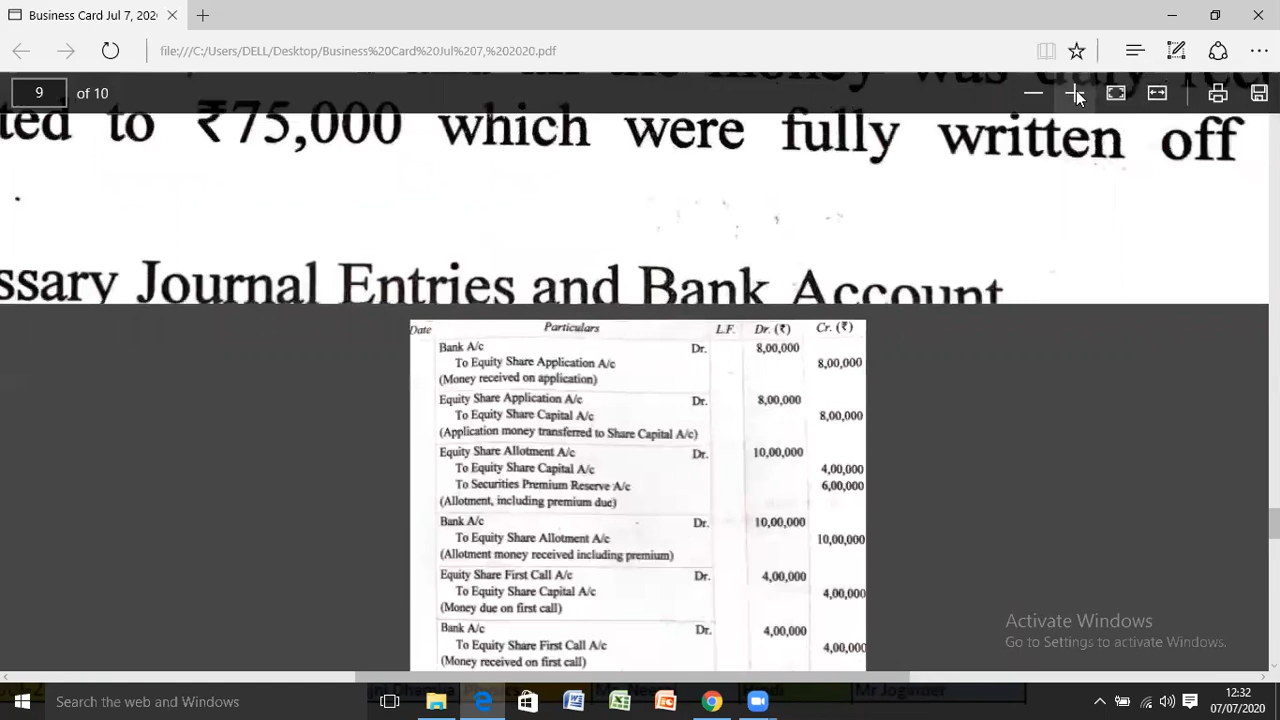 Business Card Jul 7, 202
file:///C:/Users/DELL/Desktop/Business%20Card%20Jul%207,%202020.pdf
9 of 10
was
ted to ₹75,000 which were fully written off
ssary Journal Entries and Bank Account
Date Particulars L.F. Dr. (₹) Cr. (₹)
Bank A/c Dr. 8,00,000
To Equity Share Application A/c 8,00,000
(Money received on application)
Equity Share Application A/c Dr. 8,00,000
To Equity Share Capital A/c 8,00,000
(Application money transferred to Share Capital A/c)
Equity Share Allotment A/c Dr. 10,00,000
To Equity Share Capital A/c 4,00,000
To Securities Premium Reserve A/c 6,00,000
(Allotment, including premium due)
Bank A/c Dr. 10,00,000
To Equity Share Allotment A/c 10,00,000
(Allotment money received including premium)
Equity Share First Call A/c Dr. 4,00,000
To Equity Share Capital A/c 4,00,000
(Money due on first call)
Bank A/c Dr. 4,00,000
To Equity Share First Call A/c 4,00,000
(Money received on first call)
Activate Windows
Go to Settings to activate Windows.
Search the web and Windows
Mr Joginder
12:32
07/07/2020